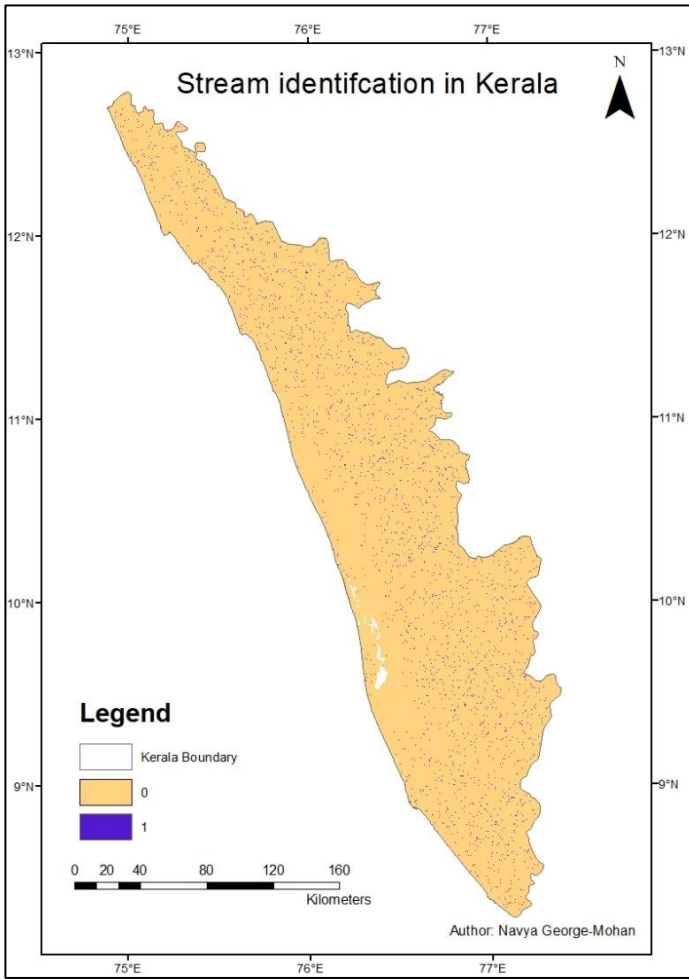 75°E 76°E 77°E
13°N 13°N
Stream identifcation in Kerala
N
12°N 12°N
11°N 11°N
10°N 10°N
Legend
Kerala Boundary
9°N 9°N
0
1
0 20 40 80 120 160
Kilometers
Author: Navya George-Mohan
75°E 76°E 77°E